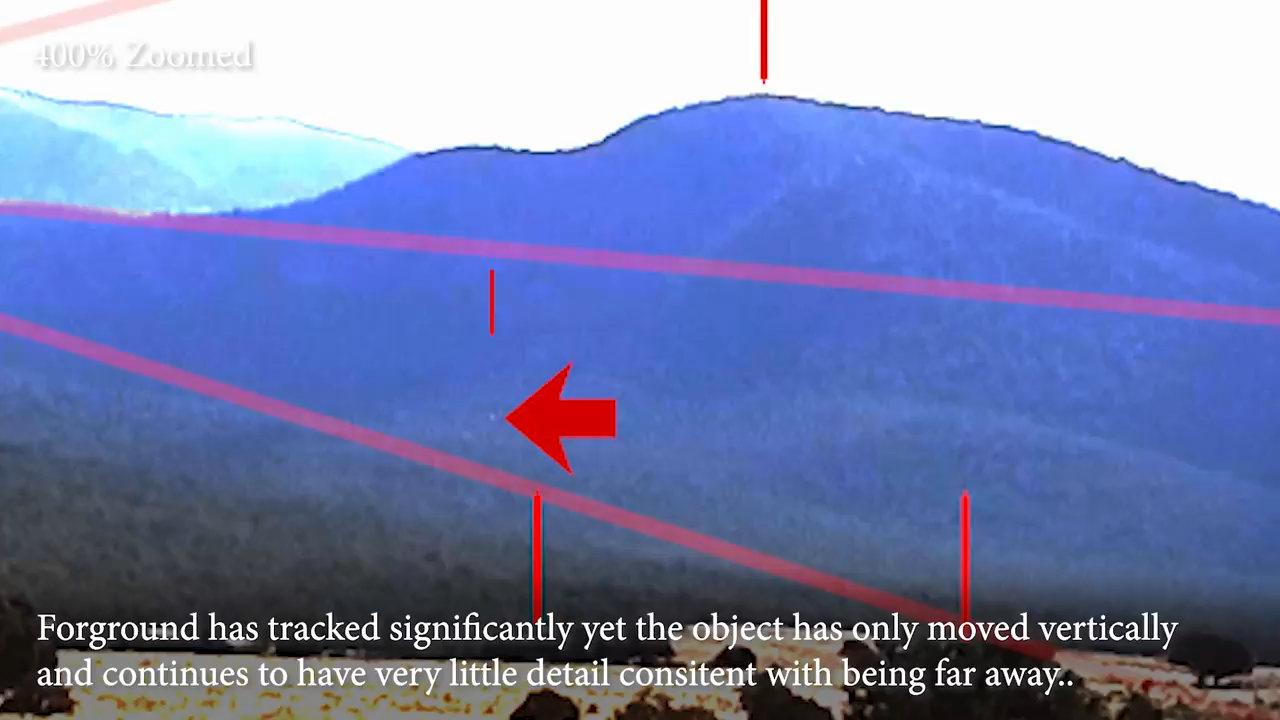 400% Zoomed
Forground has tracked significantly yet the object has only moved vertically
and continues to have very little detail consitent with being far away..